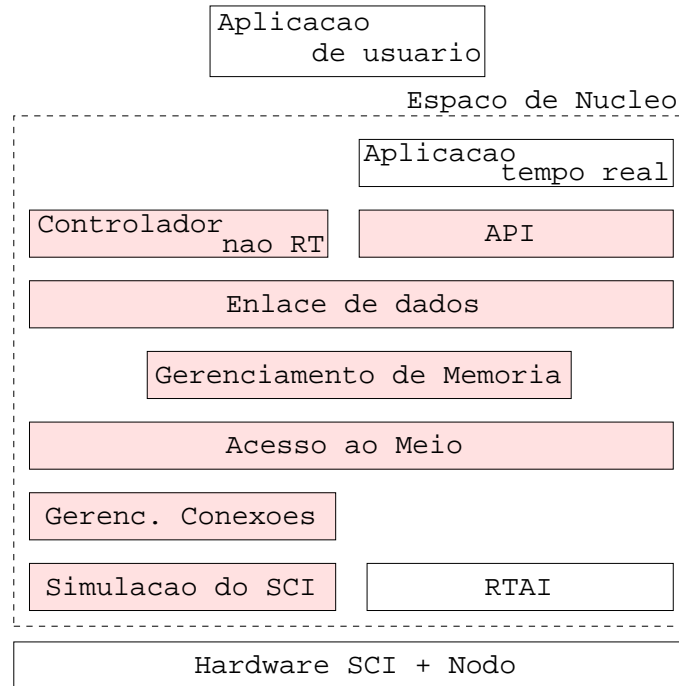 Aplicacao
de usuario
Espaco de Nucleo
Aplicacao
tempo real
Controlador
nao RT
API
Enlace de dados
Gerenciamento de Memoria
Acesso ao Meio
Gerenc. Conexoes
Simulacao do SCI
RTAI
Hardware SCI + Nodo